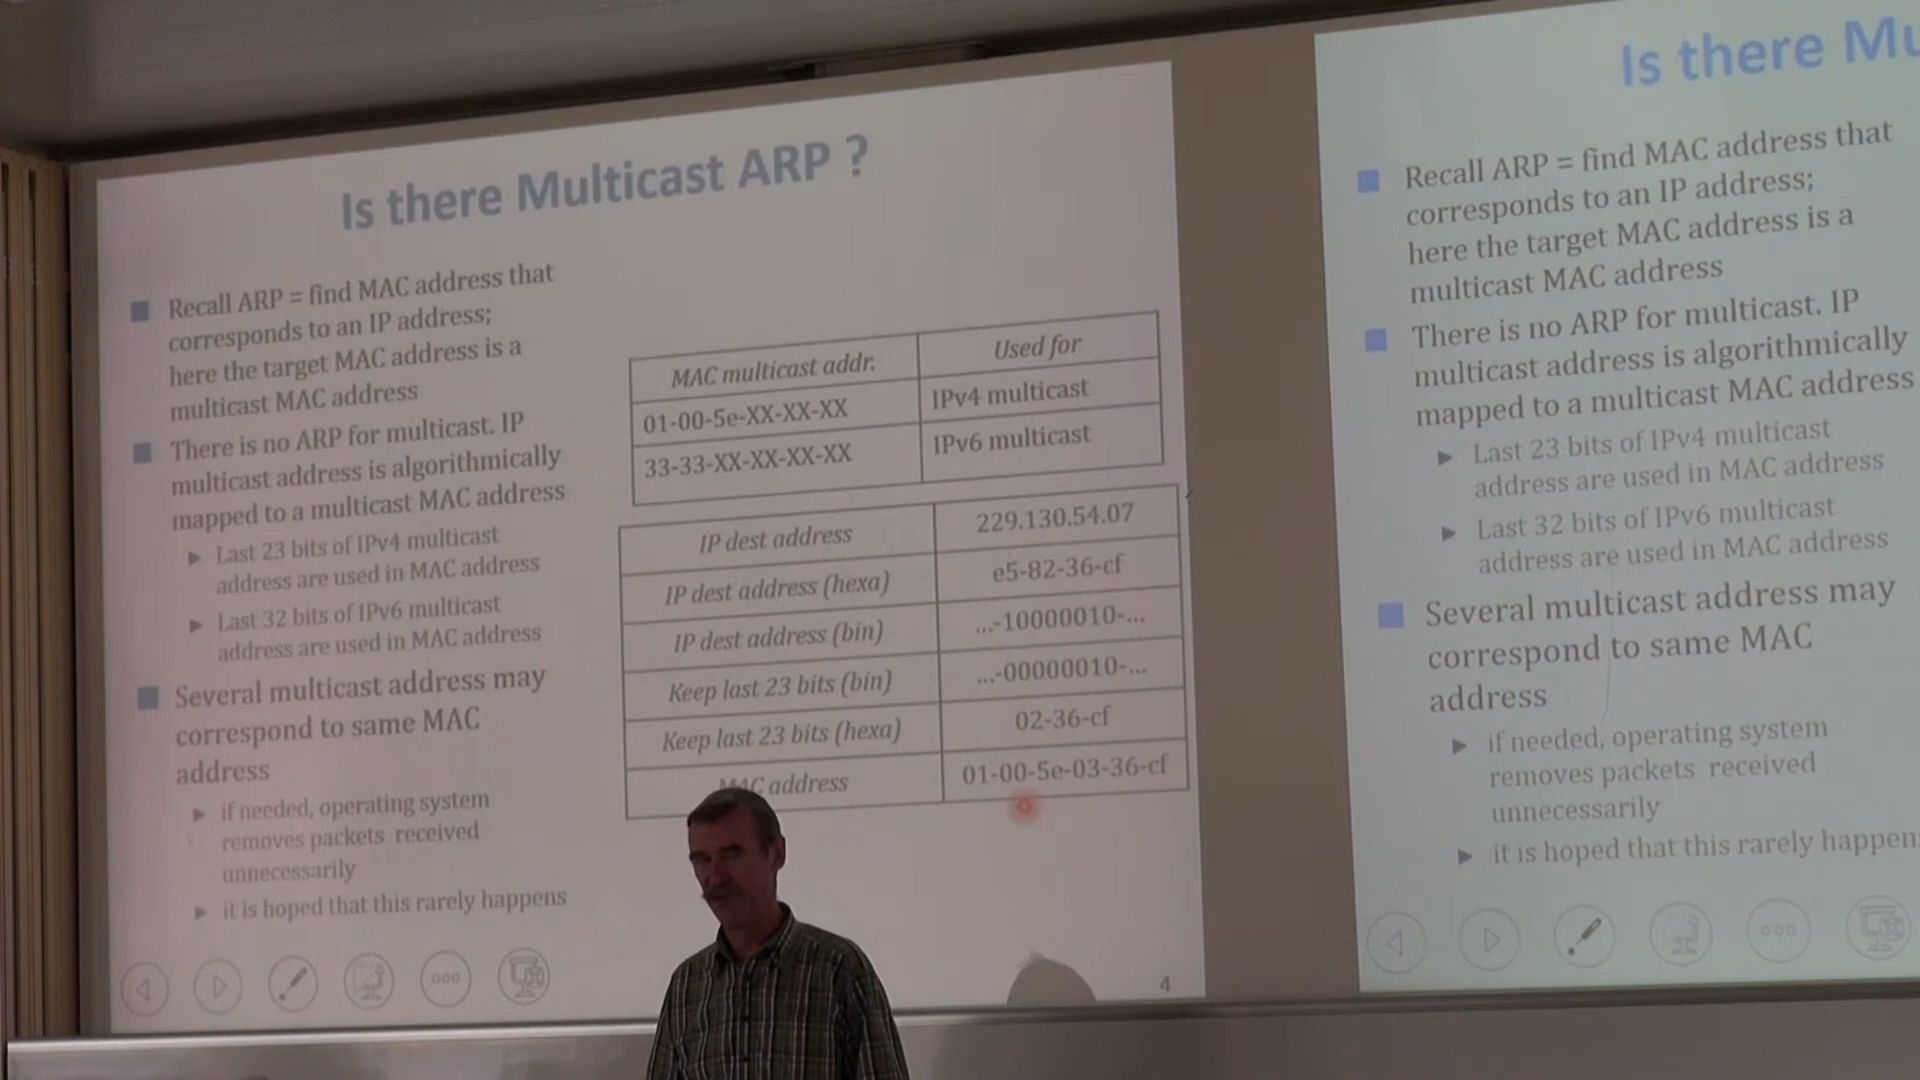 Is there Multicast ARP ?
Recall ARP = find MAC address that
corresponds to an IP address;
here the target MAC address is a
multicast MAC address
There is no ARP for multicast. IP
multicast address is algorithmically
mapped to a multicast MAC address
Last 23 bits of IPv4 multicast
address are used in MAC address
Last 32 bits of IPv6 multicast
address are used in MAC address
Several multicast address may
correspond to same MAC
address
if needed, operating system
removes packets received
unnecessarily
it is hoped that this rarely happens
MAC multicast addr. Used for
01-00-5e-XX-XX-XX IPv4 multicast
33-33-XX-XX-XX-XX IPv6 multicast
IP dest address 229.130.54.07
IP dest address (hexa) e5-82-36-cf
IP dest address (bin) ...-10000010-...
Keep last 23 bits (bin) ...-00000010-...
Keep last 23 bits (hexa) 02-36-cf
MAC address 01-00-5e-03-36-cf
4
Is there Mu
Recall ARP = find MAC address that
corresponds to an IP address;
here the target MAC address is a
multicast MAC address
There is no ARP for multicast. IP
multicast address is algorithmically
mapped to a multicast MAC address
Last 23 bits of IPv4 multicast
address are used in MAC address
Last 32 bits of IPv6 multicast
address are used in MAC address
Several multicast address may
correspond to same MAC
address
if needed, operating system
removes packets received
unnecessarily
it is hoped that this rarely happens